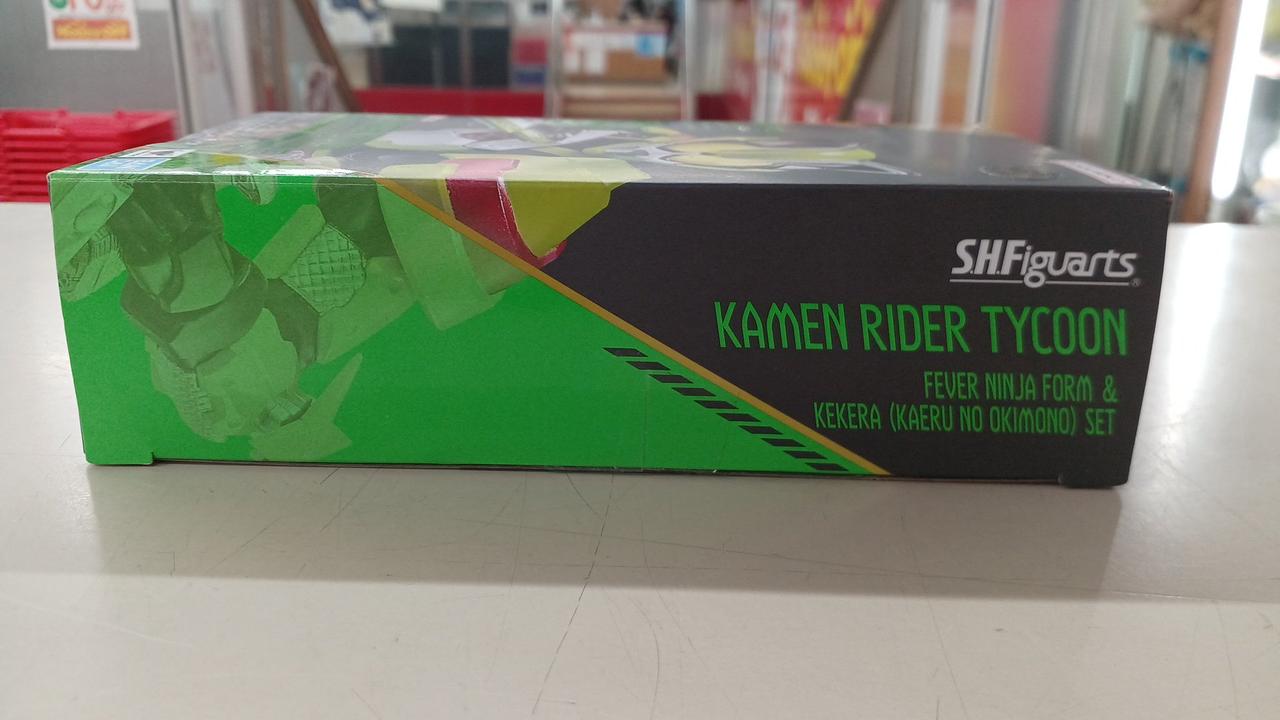 S.H.Figuarts®
KAMEN RIDER TYCOON
FEVER NINJA FORM &
KEKERA (KAERU NO OKIMONO) SET